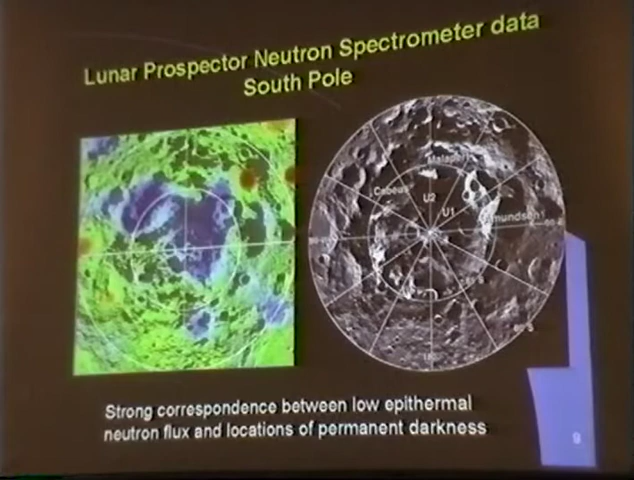 Lunar Prospector Neutron Spectrometer data
South Pole
Malapert
Cabeus
U2
U1
Amundsen
Strong correspondence between low epithermal
neutron flux and locations of permanent darkness
9